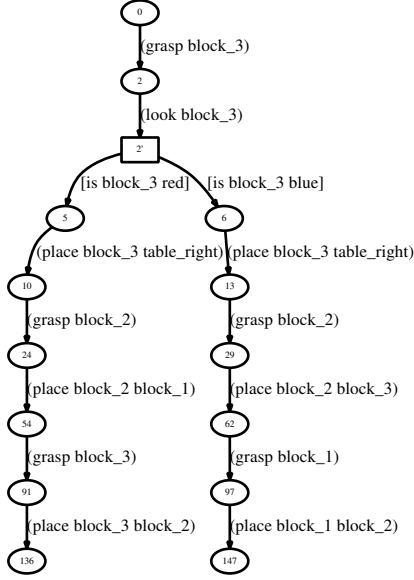 0
(grasp block_3)
2
(look block_3)
2'
[is block_3 red] [is block_3 blue]
5 6
(place block_3 table_right) (place block_3 table_right)
10 13
(grasp block_2) (grasp block_2)
24 29
(place block_2 block_1) (place block_2 block_3)
54 62
(grasp block_3) (grasp block_1)
91 97
(place block_3 block_2) (place block_1 block_2)
136 147